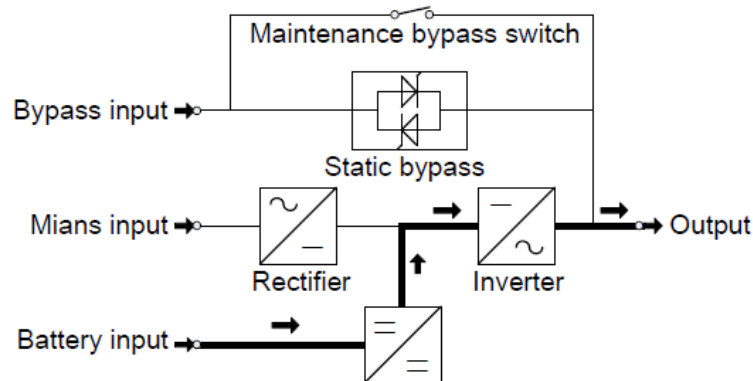 Maintenance bypass switch
Bypass input
Static bypass
Mians input
Output
Rectifier
Inverter
Battery input